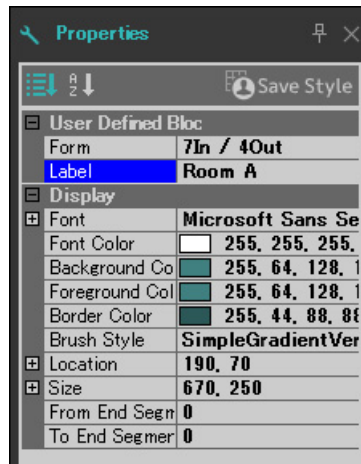 Properties
Save Style
User Defined Bloc
Form 7In / 4Out
Label Room A
Display
Font Microsoft Sans Se
Font Color 255, 255, 255,
Background Co 255, 64, 128, 1
Foreground Col 255, 64, 128, 1
Border Color 255, 44, 88, 88
Brush Style SimpleGradientVer
Location 190, 70
Size 670, 250
From End Segm 0
To End Segmer 0